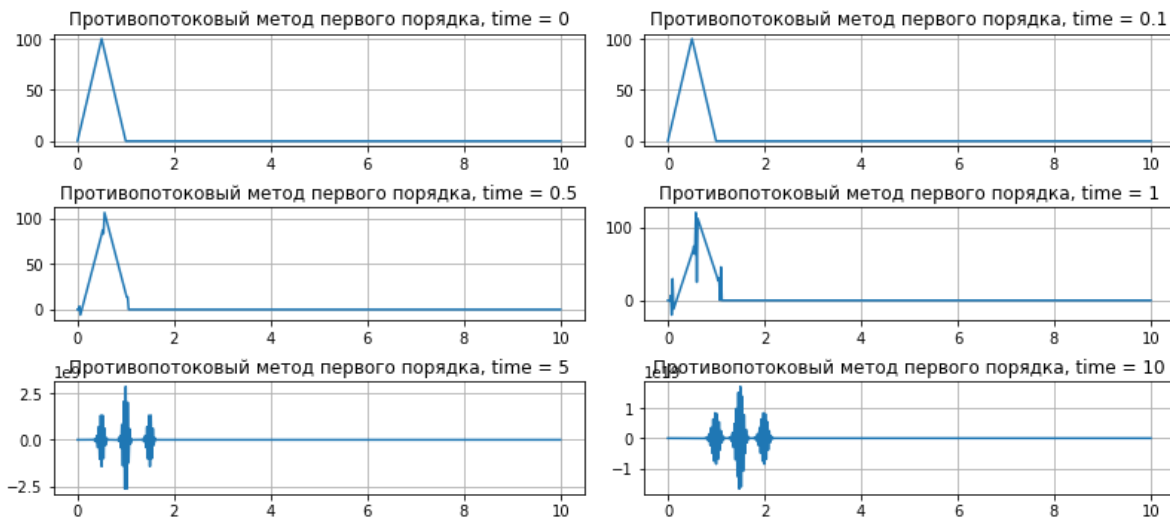 Противопотоковый метод первого порядка, time = 0
100
50
0
0 2 4 6 8 10
Противопотоковый метод первого порядка, time = 0.1
100
50
0
0 2 4 6 8 10
Противопотоковый метод первого порядка, time = 0.5
100
50
0
0 2 4 6 8 10
Противопотоковый метод первого порядка, time = 1
100
0
0 2 4 6 8 10
Противопотоковый метод первого порядка, time = 5
1e9
2.5
0.0
−2.5
0 2 4 6 8 10
Противопотоковый метод первого порядка, time = 10
1e19
1
0
−1
0 2 4 6 8 10